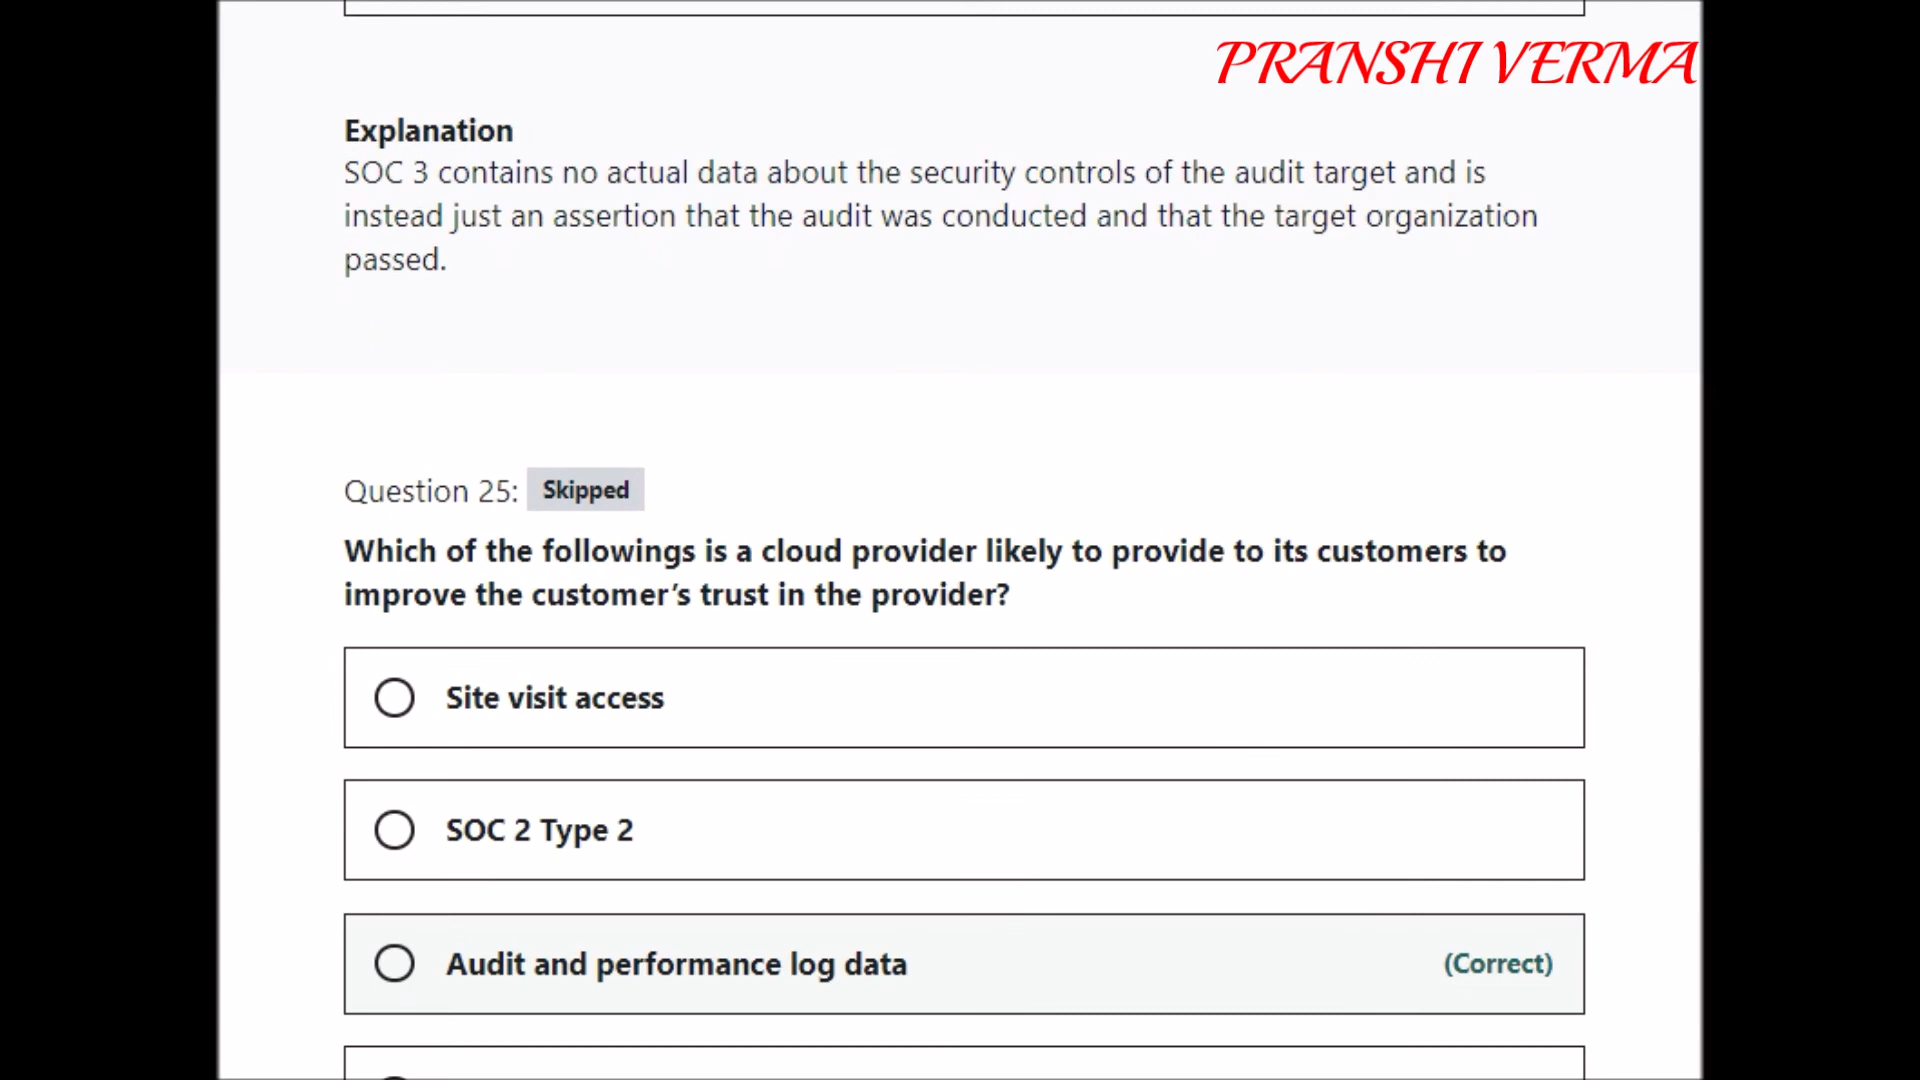 PRANSHI VERMA
Explanation
SOC 3 contains no actual data about the security controls of the audit target and is
instead just an assertion that the audit was conducted and that the target organization
passed.
Question 25: Skipped
Which of the followings is a cloud provider likely to provide to its customers to
improve the customer’s trust in the provider?
Site visit access
SOC 2 Type 2
Audit and performance log data (Correct)